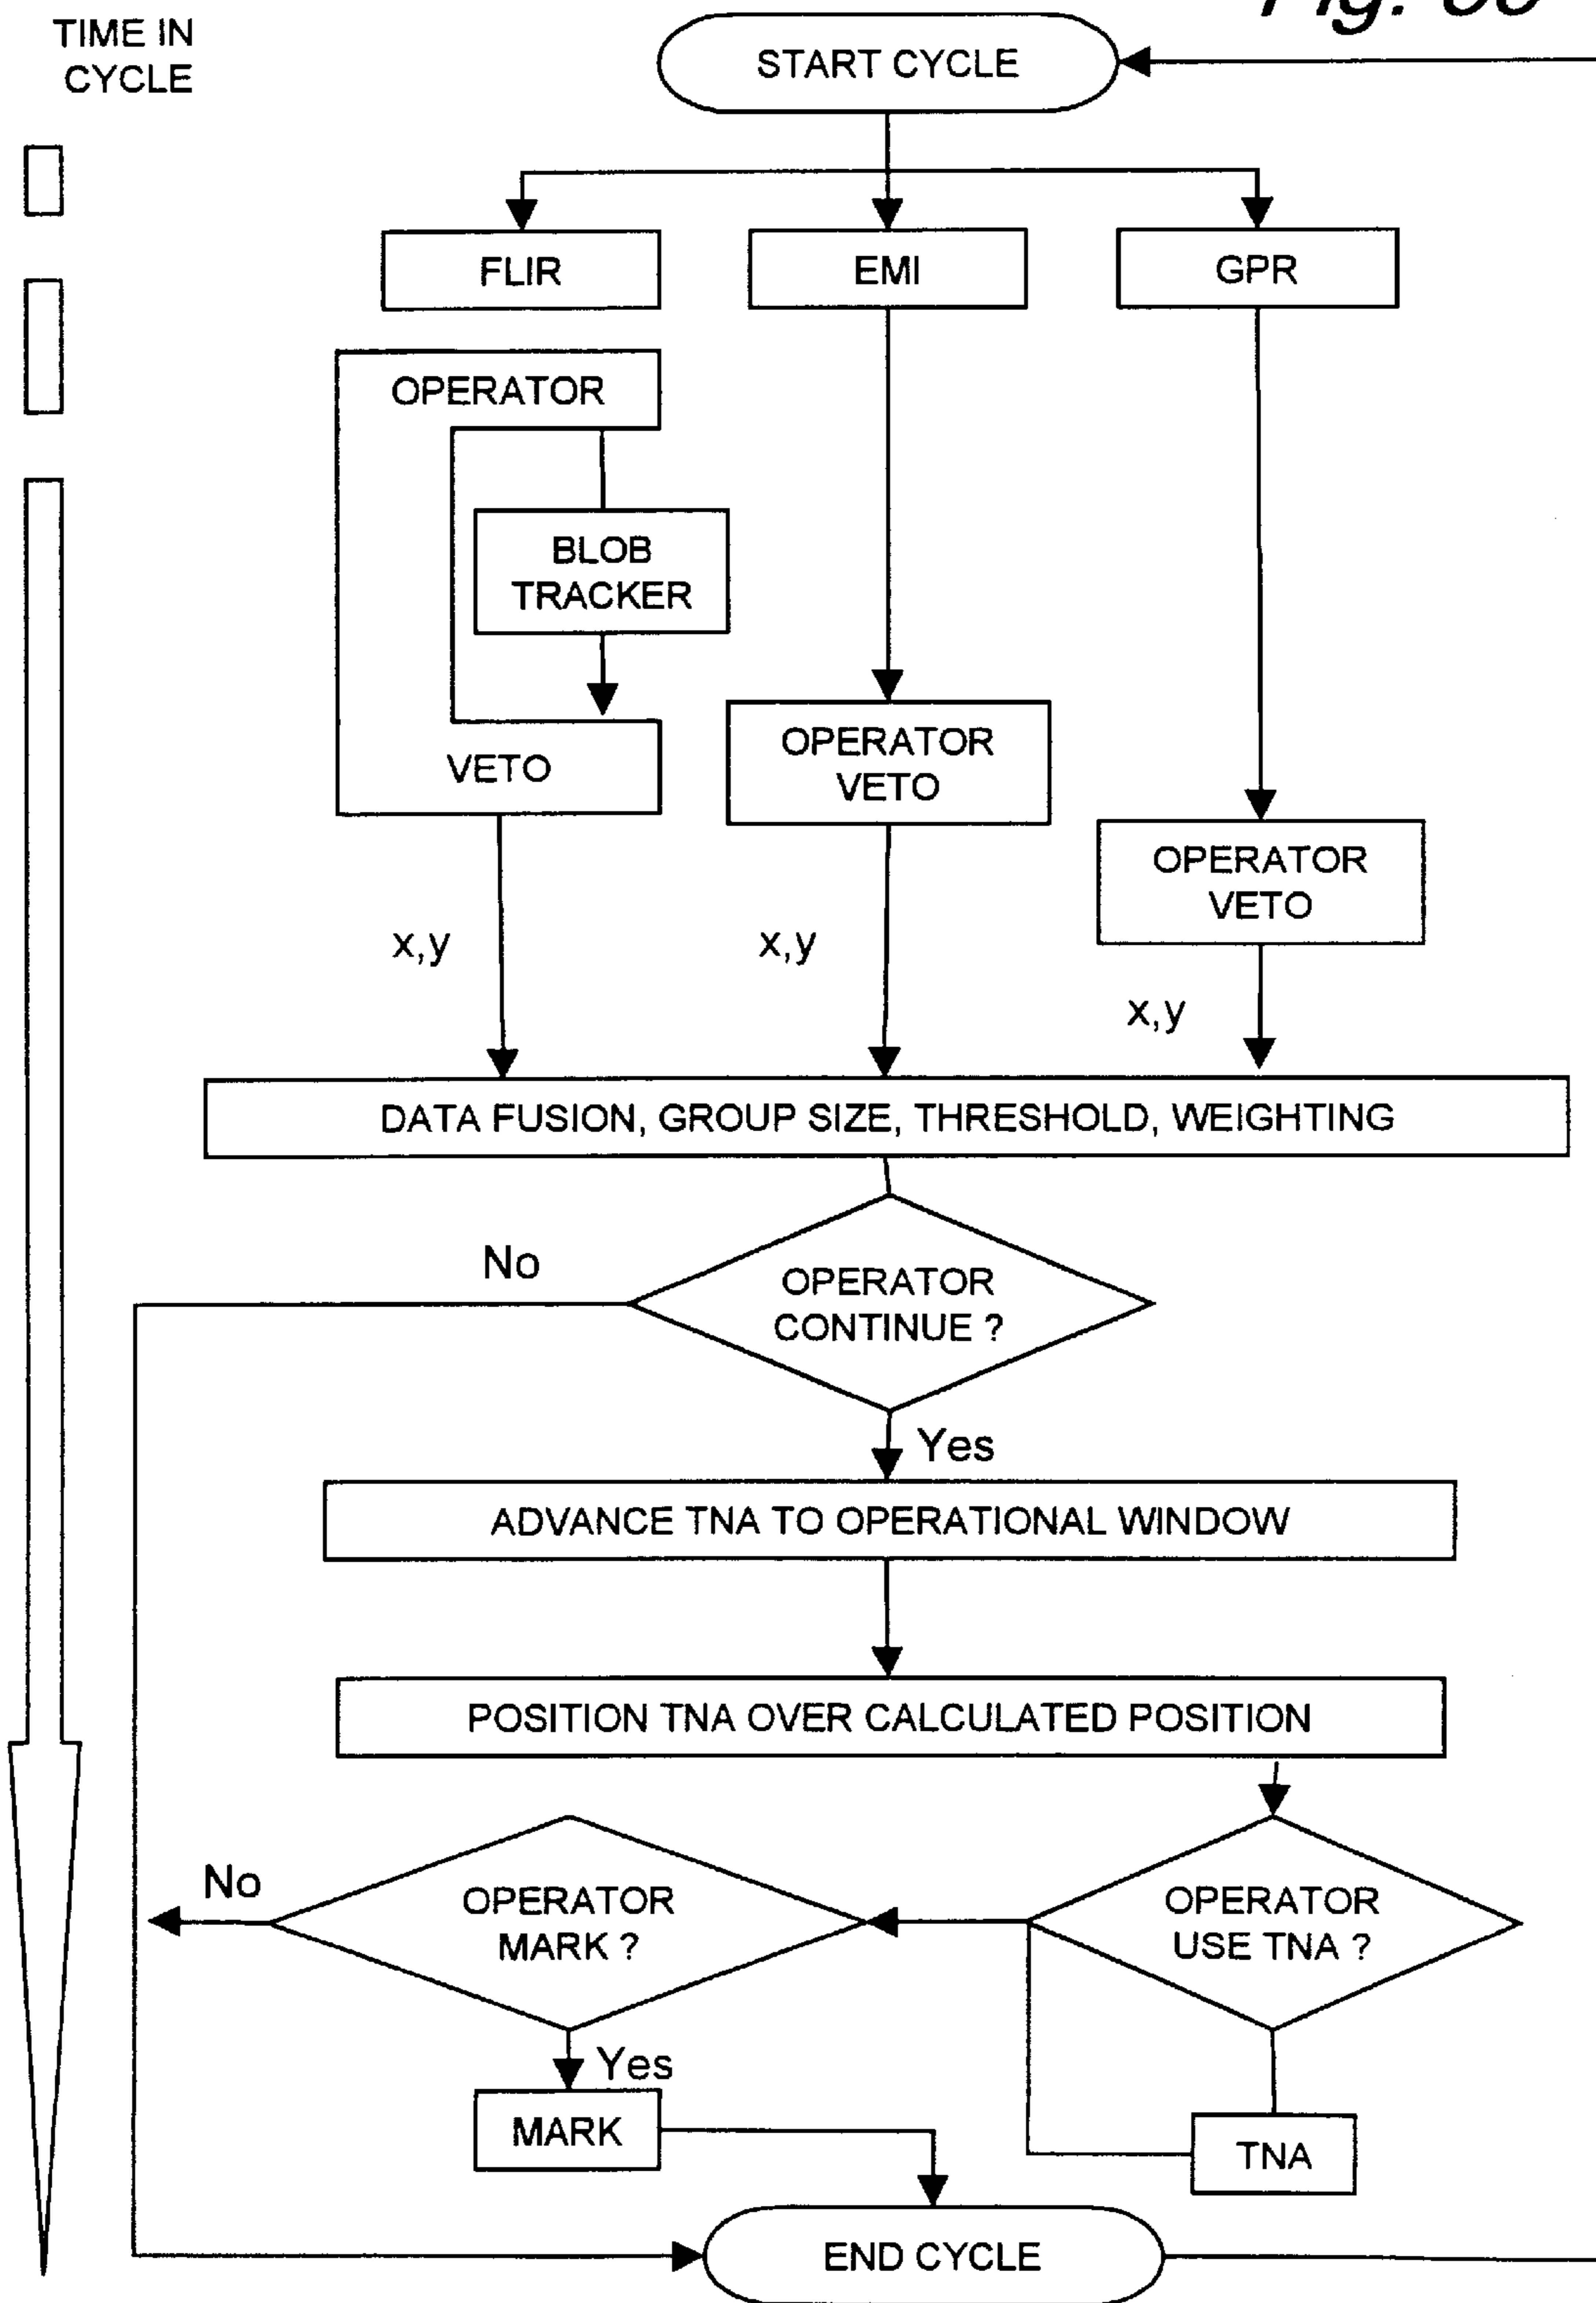 TIME IN
CYCLE
START CYCLE
FLIR
EMI
GPR
OPERATOR
BLOB
TRACKER
VETO
OPERATOR
VETO
OPERATOR
VETO
x,y
x,y
x,y
DATA FUSION, GROUP SIZE, THRESHOLD, WEIGHTING
No
OPERATOR
CONTINUE ?
Yes
ADVANCE TNA TO OPERATIONAL WINDOW
POSITION TNA OVER CALCULATED POSITION
No
OPERATOR
MARK ?
OPERATOR
USE TNA ?
Yes
MARK
TNA
END CYCLE